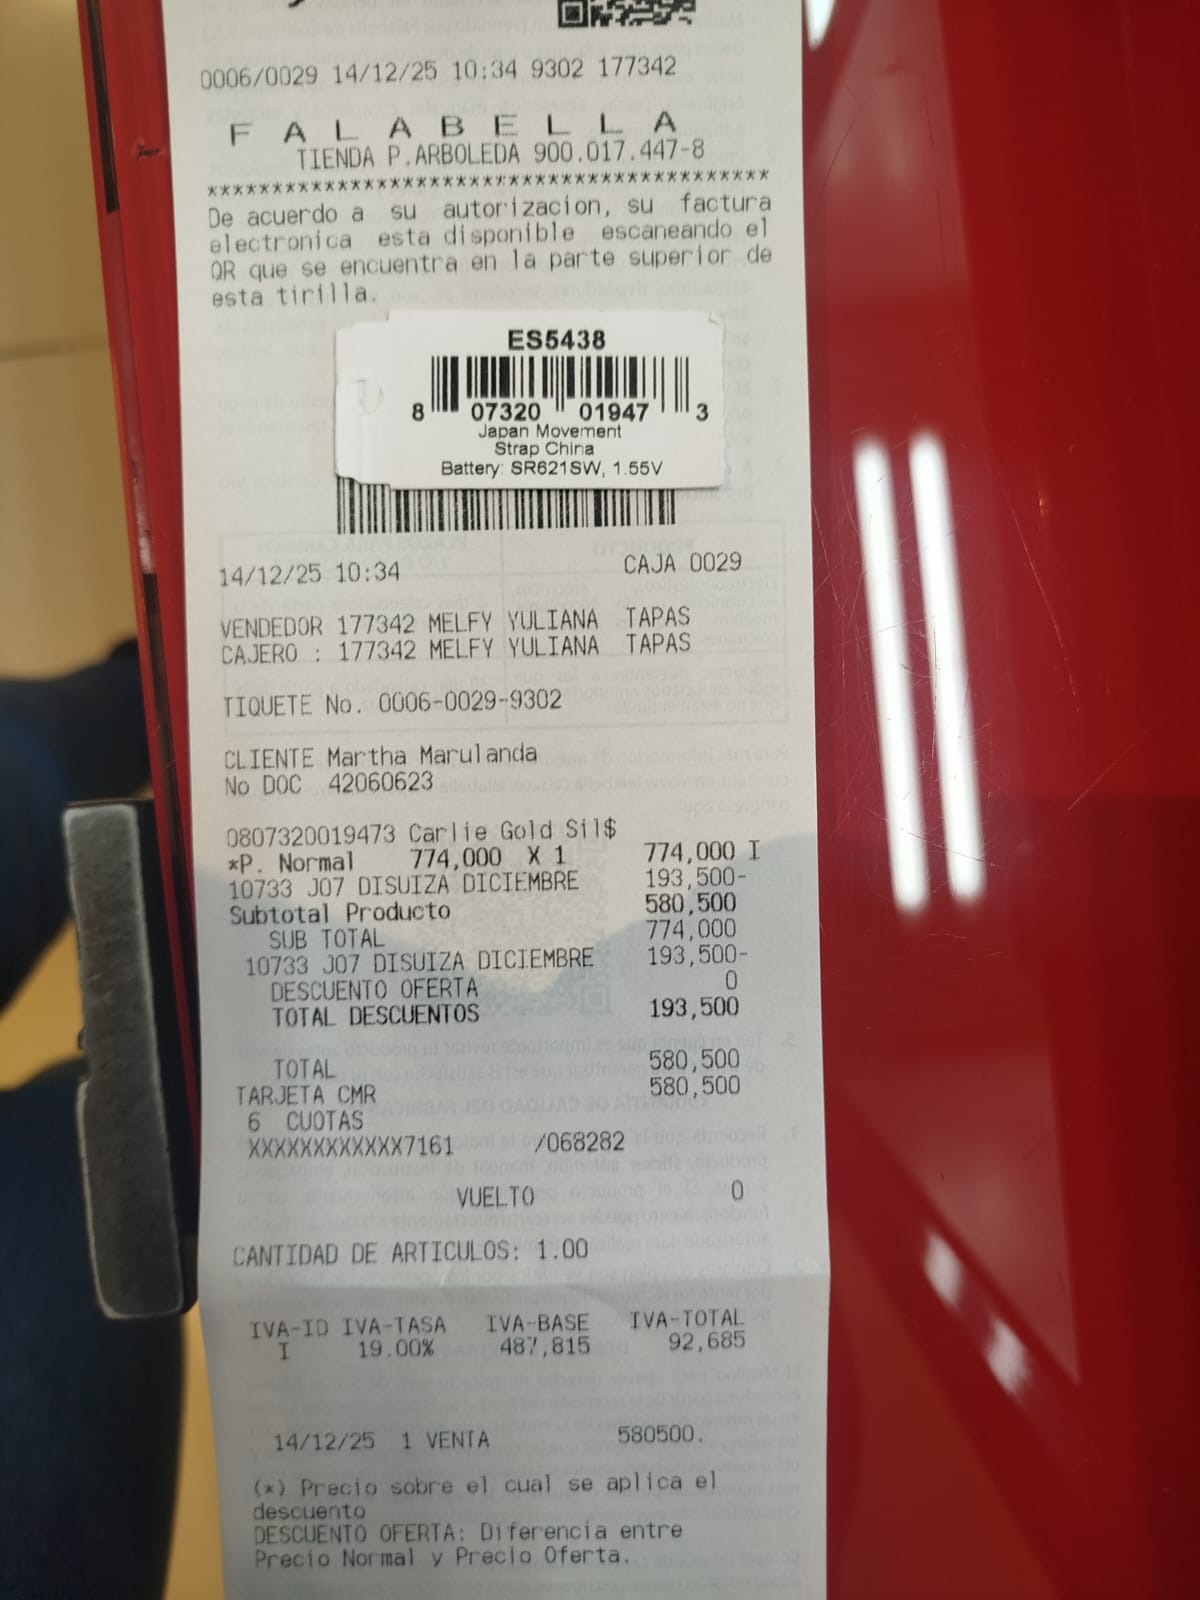 0006/0029 14/12/25 10:34 9302 177342
F A L A B E L L A
TIENDA P.ARBOLEDA 900.017.447-8
*******************************************
De acuerdo a su autorizacion, su factura
electronica esta disponible escaneando el
QR que se encuentra en la parte superior de
esta tirilla.
ES5438
8 07320 01947 3
Japan Movement
Strap China
Battery: SR621SW, 1.55V
14/12/25 10:34 CAJA 0029
VENDEDOR 177342 MELFY YULIANA TAPAS
CAJERO : 177342 MELFY YULIANA TAPAS
TIQUETE No. 0006-0029-9302
CLIENTE Martha Marulanda
No DOC 42060623
0807320019473 Carlie Gold Sil$
*P. Normal 774,000 X 1 774,000 I
10733 J07 DISUIZA DICIEMBRE 193,500-
Subtotal Producto 580,500
SUB TOTAL 774,000
10733 J07 DISUIZA DICIEMBRE 193,500-
DESCUENTO OFERTA 0
TOTAL DESCUENTOS 193,500
TOTAL 580,500
TARJETA CMR 580,500
6 CUOTAS
XXXXXXXXXXXX7161 /068282
VUELTO 0
CANTIDAD DE ARTICULOS: 1.00
IVA-ID IVA-TASA IVA-BASE IVA-TOTAL
I 19.00% 487,815 92,685
14/12/25 1 VENTA 580500.
(*) Precio sobre el cual se aplica el
descuento
DESCUENTO OFERTA: Diferencia entre
Precio Normal y Precio Oferta.